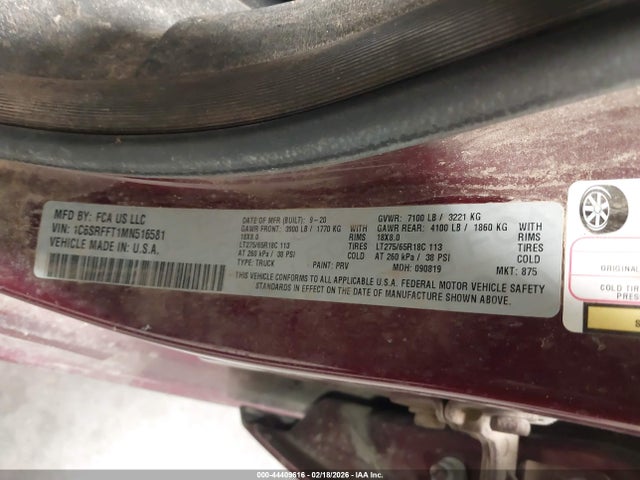 MFD BY: FCA US LLC
VIN: 1C6SRFFT1MN516581
VEHICLE MADE IN: U.S.A.
DATE OF MFR (BUILT): 9-20
GAWR FRONT: 3900 LB / 1770 KG WITH
18X8.0 RIMS
LT275/65R18C 113 TIRES
AT 260 kPa / 38 PSI COLD
TYPE: TRUCK PAINT: PRV
GVWR: 7100 LB / 3221 KG
GAWR REAR: 4100 LB / 1860 KG WITH
18X8.0 RIMS
LT275/65R18C 113 TIRES
AT 260 kPa / 38 PSI COLD
MDH: 090819 MKT: 875
THIS VEHICLE CONFORMS TO ALL APPLICABLE U.S.A. FEDERAL MOTOR VEHICLE SAFETY
STANDARDS IN EFFECT ON THE DATE OF MANUFACTURE SHOWN ABOVE.
ORIGINAL
COLD TIR
PRES
S
000-44409616 - 02/18/2026 - IAAI.COM